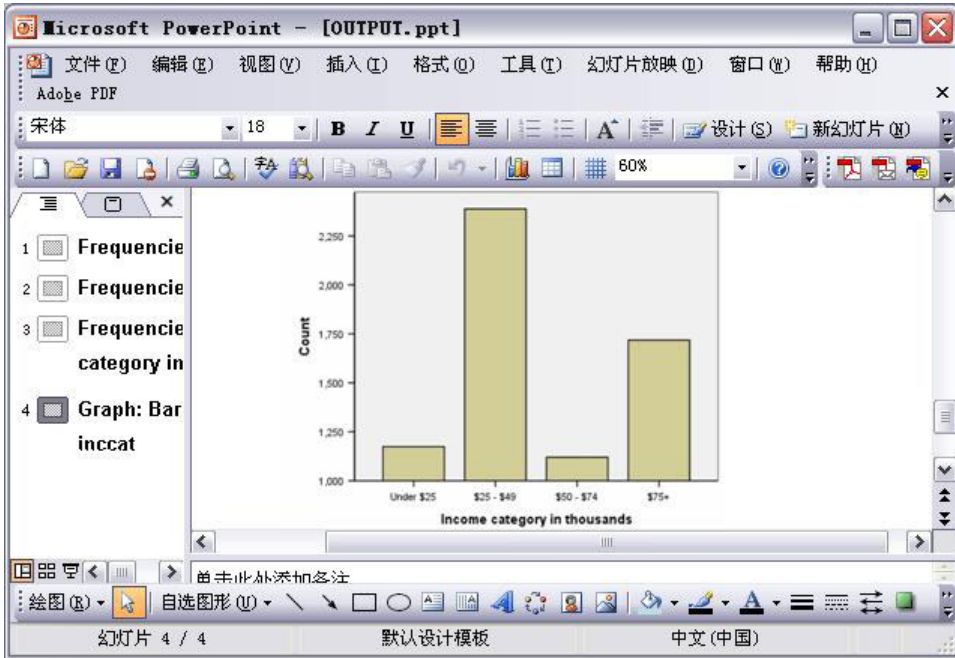 Microsoft PowerPoint - [OUTPUT.ppt]
文件(F) 编辑(E) 视图(V) 插入(I) 格式(O) 工具(T) 幻灯片放映(D) 窗口(W) 帮助(H)
Adobe PDF
宋体 18 B I U 设计(S) 新幻灯片(N)
60%
1 Frequencie
2 Frequencie
3 Frequencie
category in
4 Graph: Bar
inccat
2,250
2,000
1,750
1,500
1,250
1,000
Count
Under $25 $25 - $49 $50 - $74 $75+
Income category in thousands
单击此处添加备注
绘图(R) 自选图形(U)
幻灯片 4 / 4 默认设计模板 中文(中国)